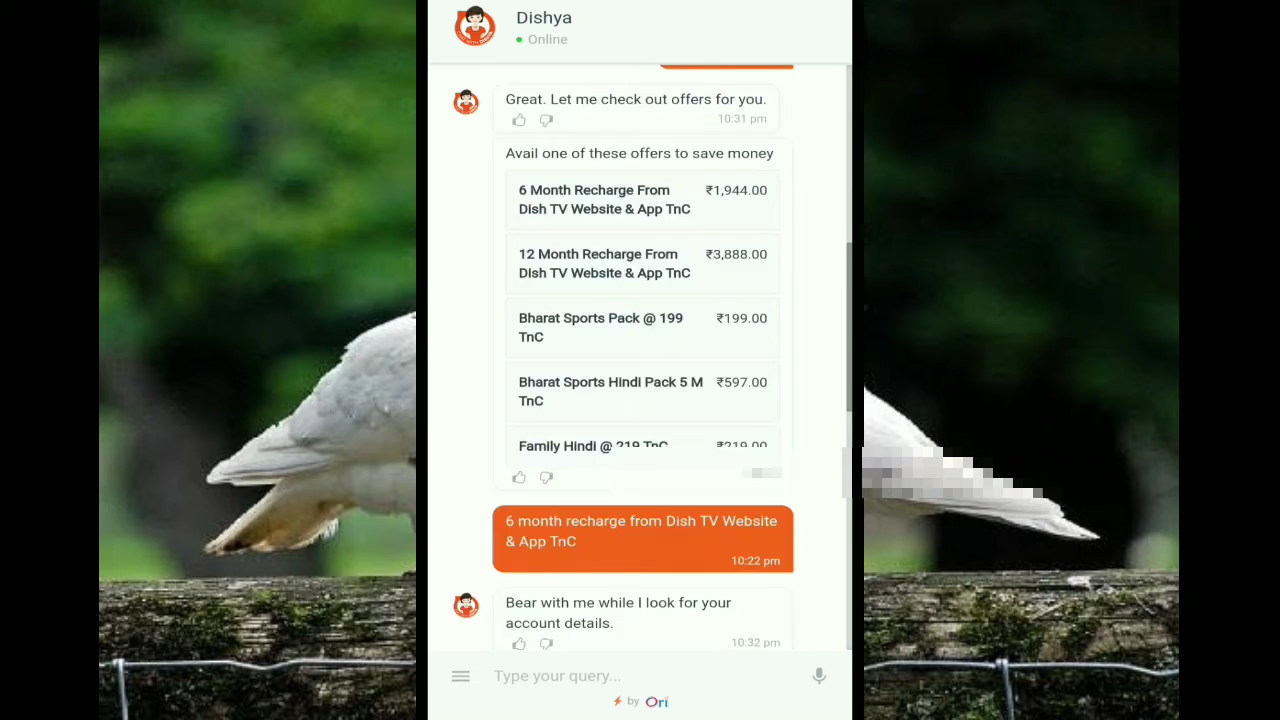 Dishya
Online
Great. Let me check out offers for you.
10:31 pm
Avail one of these offers to save money
6 Month Recharge From ₹1,944.00
Dish TV Website & App TnC
12 Month Recharge From ₹3,888.00
Dish TV Website & App TnC
Bharat Sports Pack @ 199 ₹199.00
TnC
Bharat Sports Hindi Pack 5 M ₹597.00
TnC
Family Hindi @ 219 TnC ₹219.00
6 month recharge from Dish TV Website
& App TnC
10:22 pm
Bear with me while I look for your
account details.
10:32 pm
Type your query...
by Ori